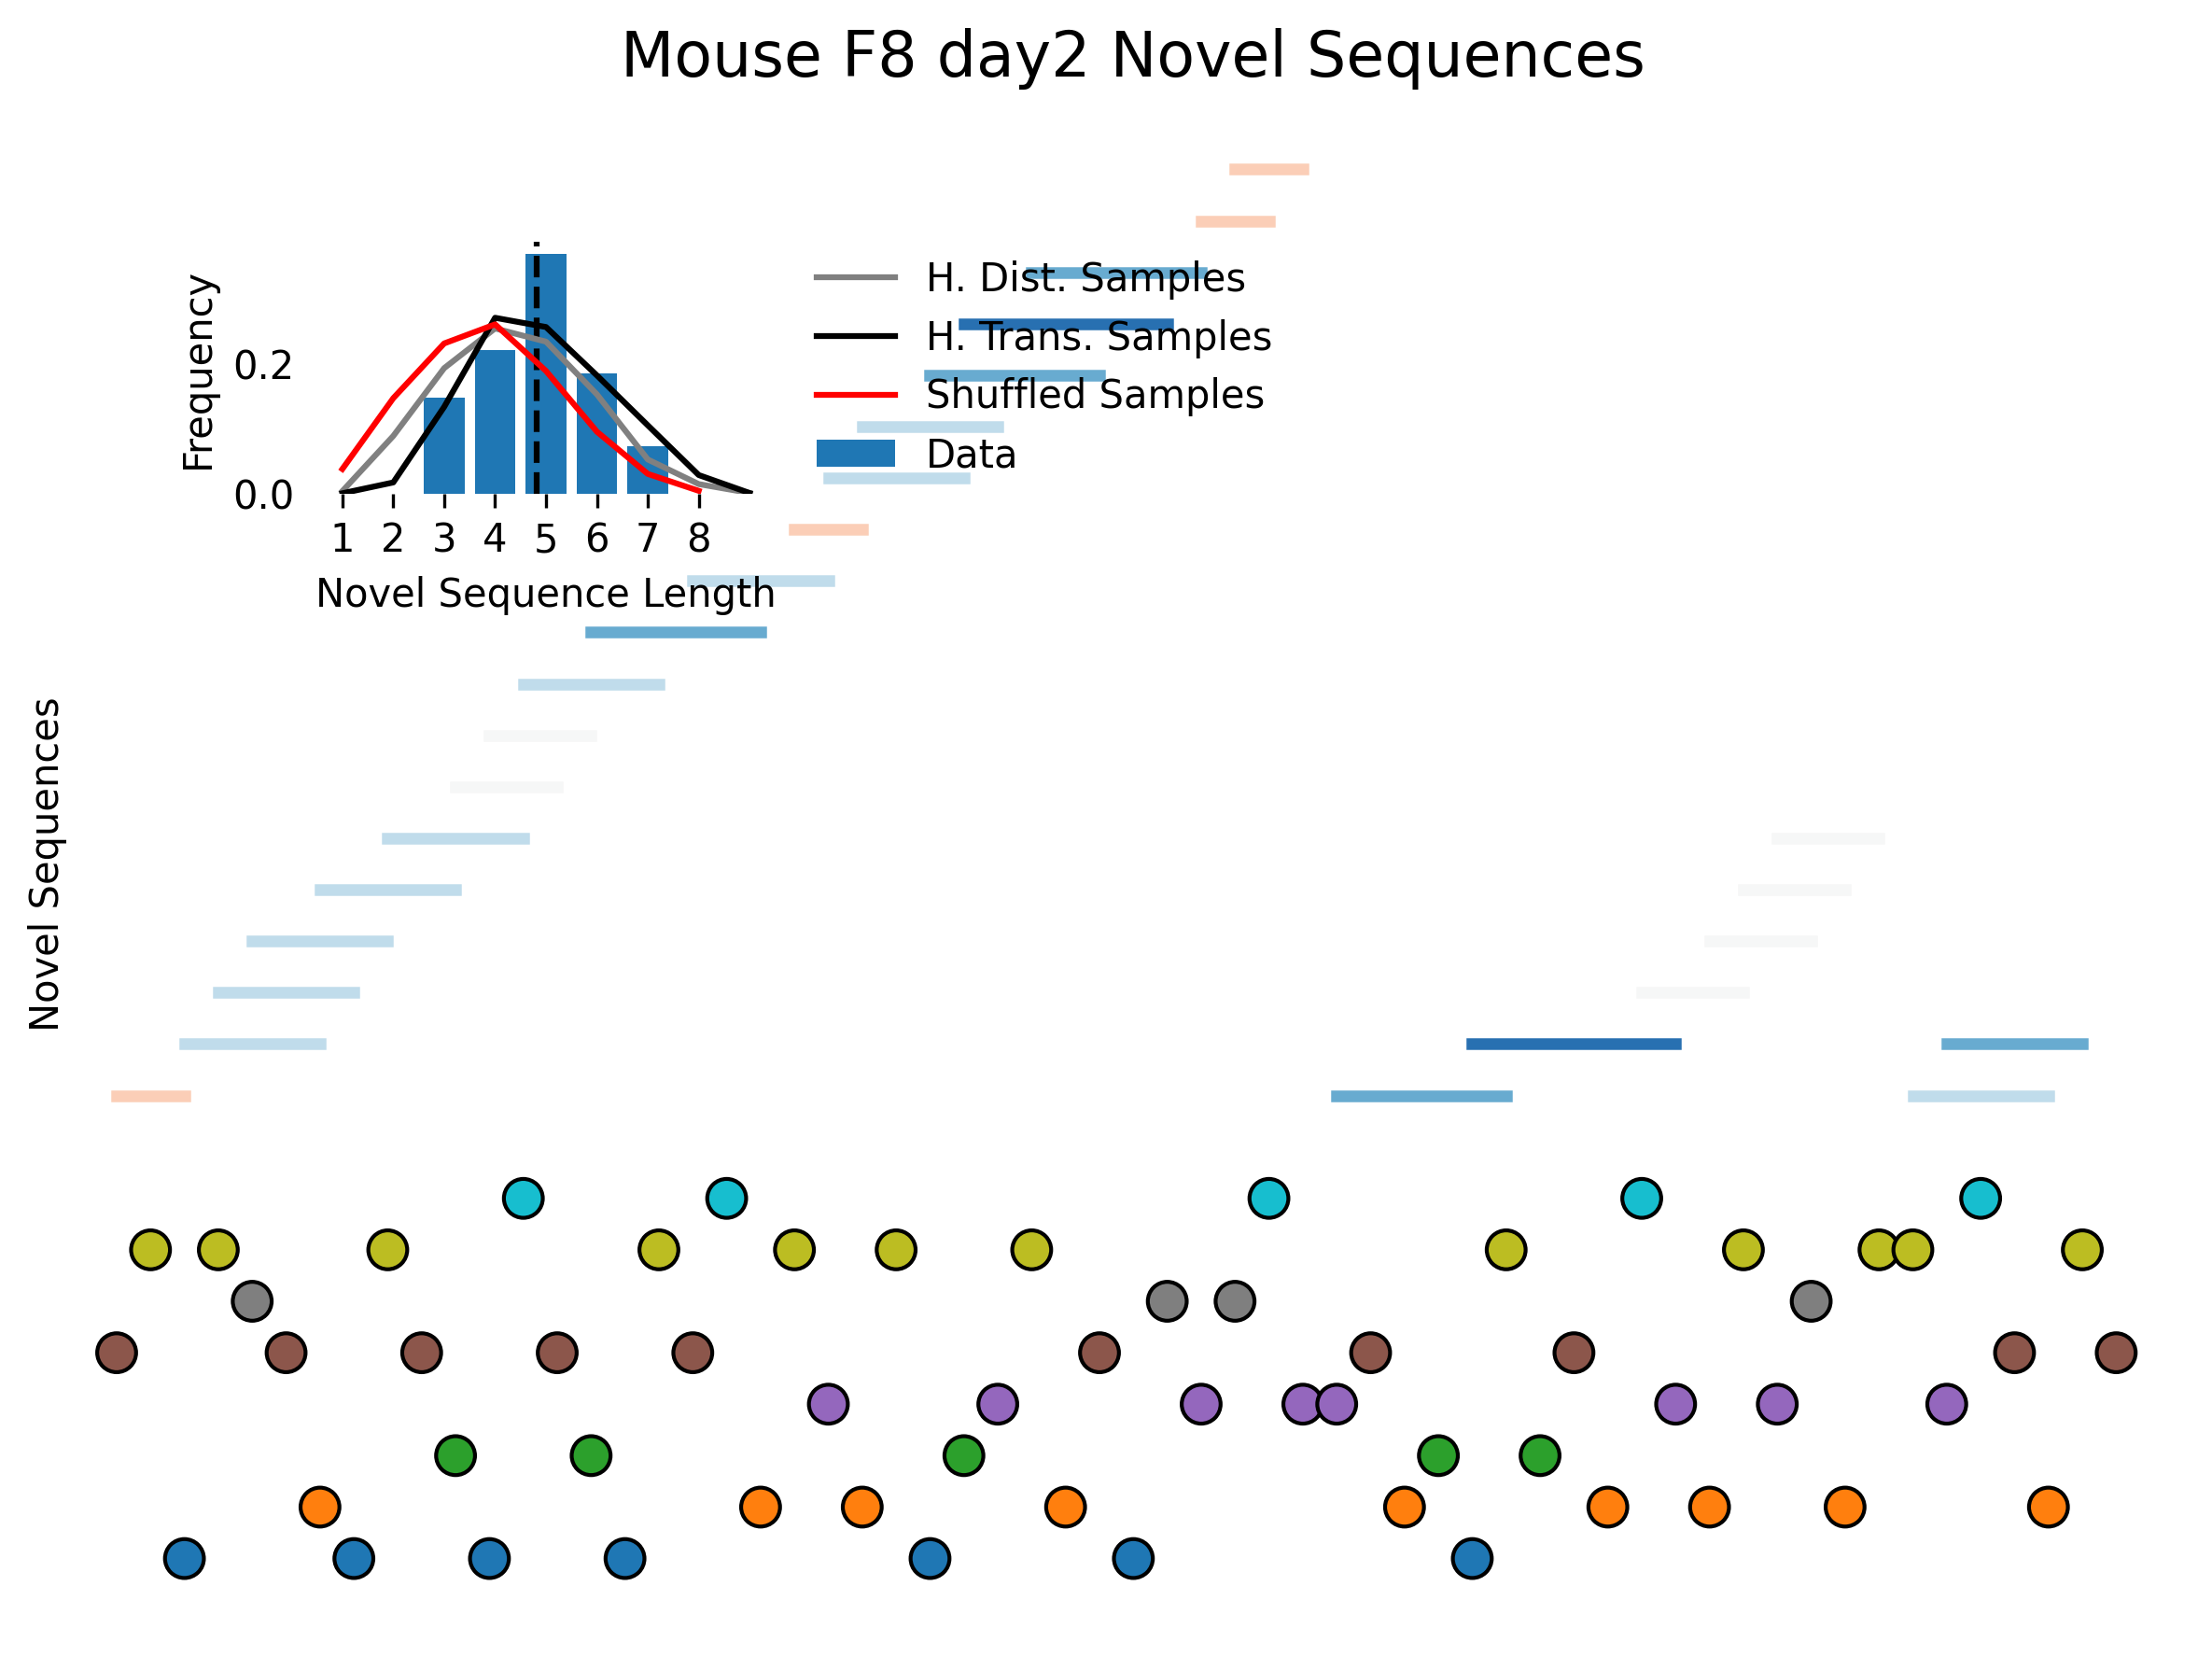 Mouse F8 day2 Novel Sequences
Novel Sequences
Frequency
0.2
0.0
1 2 3 4 5 6 7 8
Novel Sequence Length
H. Dist. Samples
H. Trans. Samples
Shuffled Samples
Data